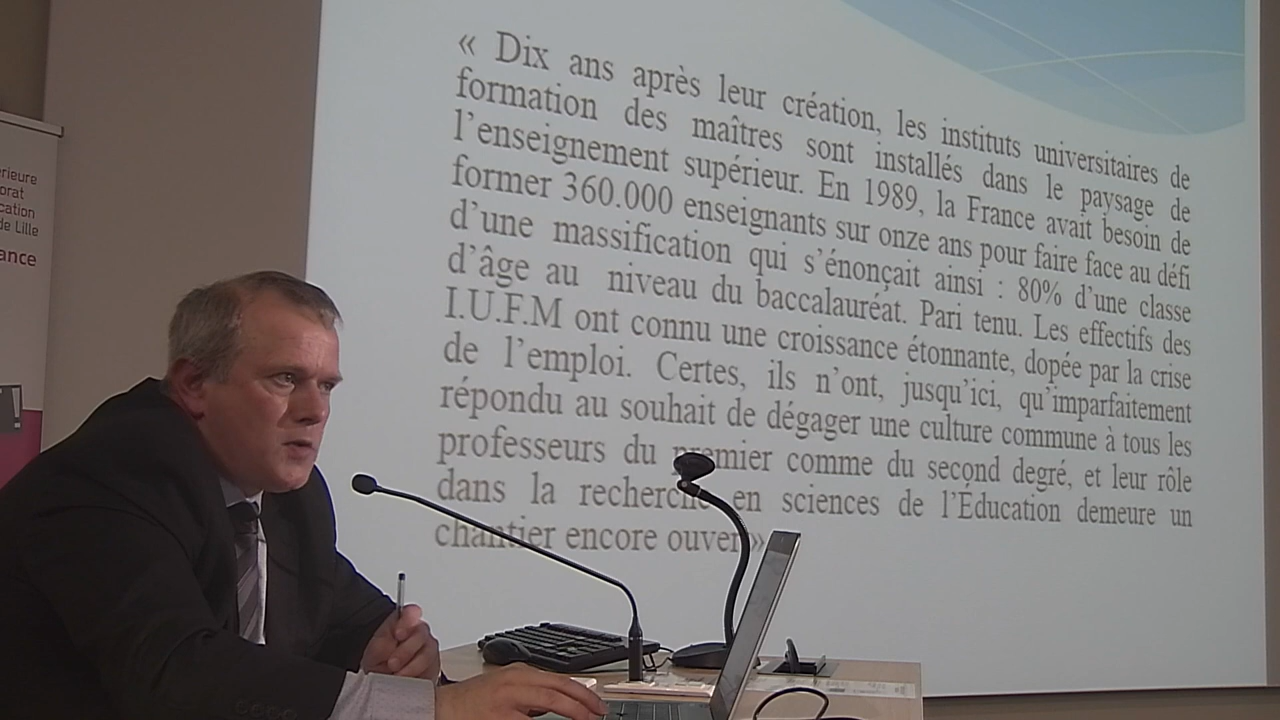 « Dix ans après leur création, les instituts universitaires de
formation des maîtres sont installés dans le paysage de
l'enseignement supérieur. En 1989, la France avait besoin de
former 360.000 enseignants sur onze ans pour faire face au défi
d'une massification qui s'énonçait ainsi : 80% d'une classe
d'âge au niveau du baccalauréat. Pari tenu. Les effectifs des
I.U.F.M ont connu une croissance étonnante, dopée par la crise
de l'emploi. Certes, ils n'ont, jusqu'ici, qu'imparfaitement
répondu au souhait de dégager une culture commune à tous les
professeurs du premier comme du second degré, et leur rôle
dans la recherche en sciences de l'Éducation demeure un
chantier encore ouvert »
de Lille